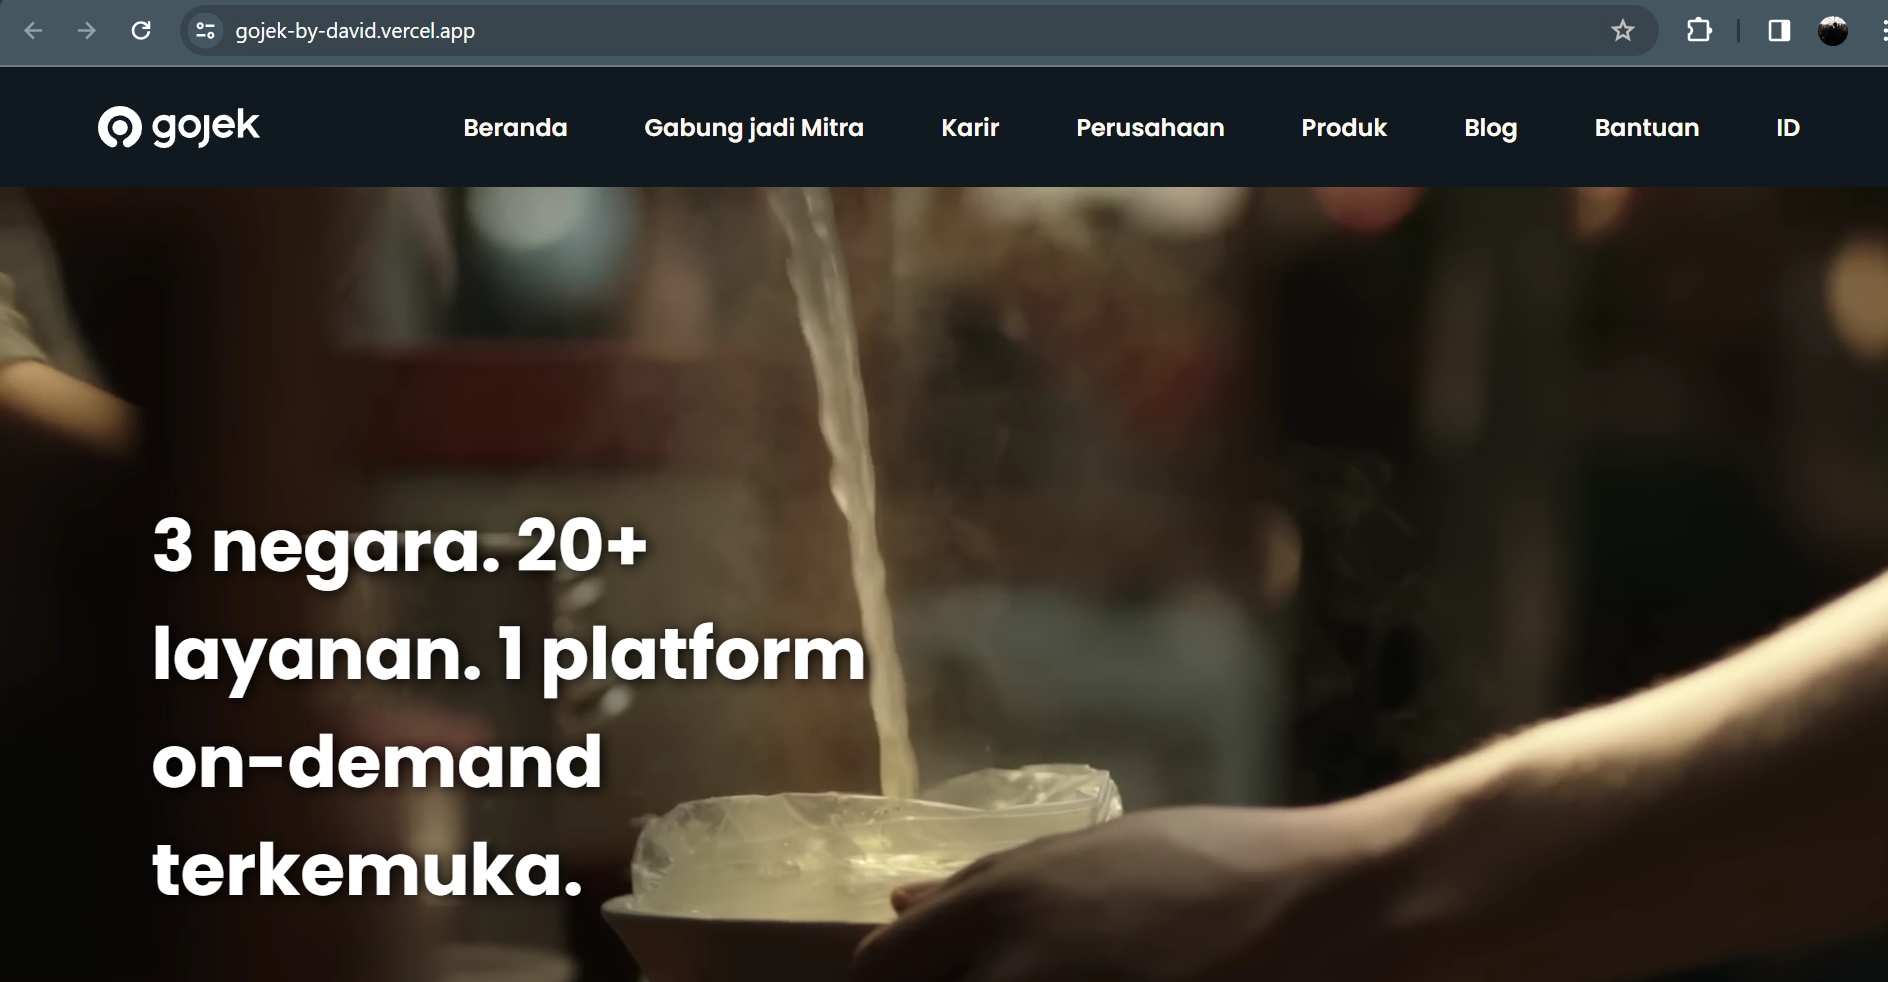 gojek-by-david.vercel.app
gojek Beranda Gabung jadi Mitra Karir Perusahaan Produk Blog Bantuan ID
3 negara. 20+
layanan. 1 platform
on-demand
terkemuka.